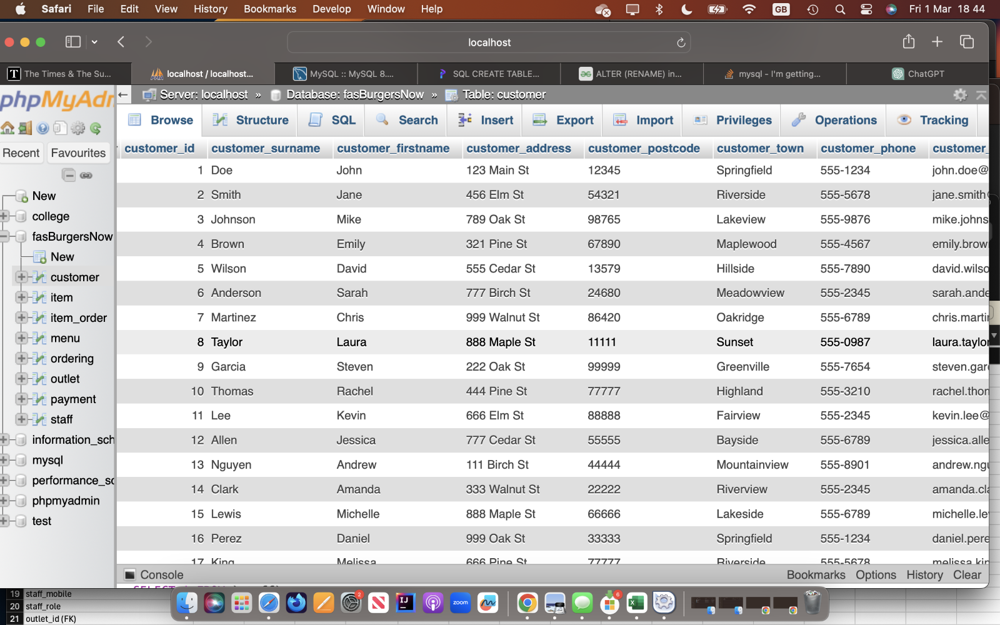 Safari File Edit View History Bookmarks Develop Window Help GB Fri 1 Mar 18 44
localhost
T The Times & The Su... localhost / localhost... MySQL :: MySQL 8.... SQL CREATE TABLE... ALTER (RENAME) in... mysql - I'm getting... ChatGPT
phpMyAdm
Server: localhost » Database: fasBurgersNow » Table: customer
Browse Structure SQL Search Insert Export Import Privileges Operations Tracking
Recent Favourites
New
college
fasBurgersNow
New
customer
item
item_order
menu
ordering
outlet
payment
staff
information_sch
mysql
performance_sc
phpmyadmin
test
customer_id customer_surname customer_firstname customer_address customer_postcode customer_town customer_phone customer_
1 Doe John 123 Main St 12345 Springfield 555-1234 john.doe@
2 Smith Jane 456 Elm St 54321 Riverside 555-5678 jane.smith
3 Johnson Mike 789 Oak St 98765 Lakeview 555-9876 mike.johns
4 Brown Emily 321 Pine St 67890 Maplewood 555-4567 emily.brow
5 Wilson David 555 Cedar St 13579 Hillside 555-7890 david.wilso
6 Anderson Sarah 777 Birch St 24680 Meadowview 555-2345 sarah.ande
7 Martinez Chris 999 Walnut St 86420 Oakridge 555-6789 chris.martin
8 Taylor Laura 888 Maple St 11111 Sunset 555-0987 laura.taylor
9 Garcia Steven 222 Oak St 99999 Greenville 555-7654 steven.gar
10 Thomas Rachel 444 Pine St 77777 Highland 555-3210 rachel.thom
11 Lee Kevin 666 Elm St 88888 Fairview 555-2345 kevin.lee@
12 Allen Jessica 777 Cedar St 55555 Bayside 555-6789 jessica.alle
13 Nguyen Andrew 111 Birch St 44444 Mountainview 555-8901 andrew.ngu
14 Clark Amanda 333 Walnut St 22222 Riverview 555-2345 amanda.cla
15 Lewis Michelle 888 Maple St 66666 Lakeside 555-6789 michelle.le
16 Perez Daniel 999 Oak St 33333 Springfield 555-1234 daniel.pere
17 King Melissa 666 Pine St 77777 Riverside 555-5678 melissa.kin
Console Bookmarks Options History Clear
19 staff_mobile
20 staff_role
21 outlet_id (FK)
2 IJ zoom 6